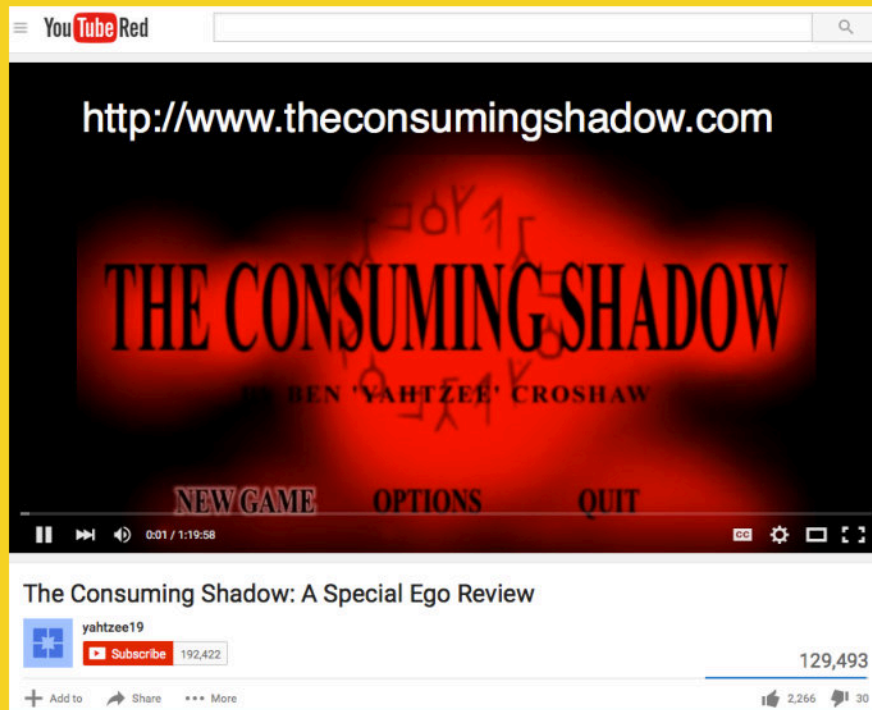 YouTube Red
http://www.theconsumingshadow.com
THE CONSUMING SHADOW
BEN 'YAHTZEE' CROSHAW
NEW GAME OPTIONS QUIT
0:01 / 1:19:58 CC
The Consuming Shadow: A Special Ego Review
yahtzee19
Subscribe 192,422
129,493
Add to Share More 2,266 30